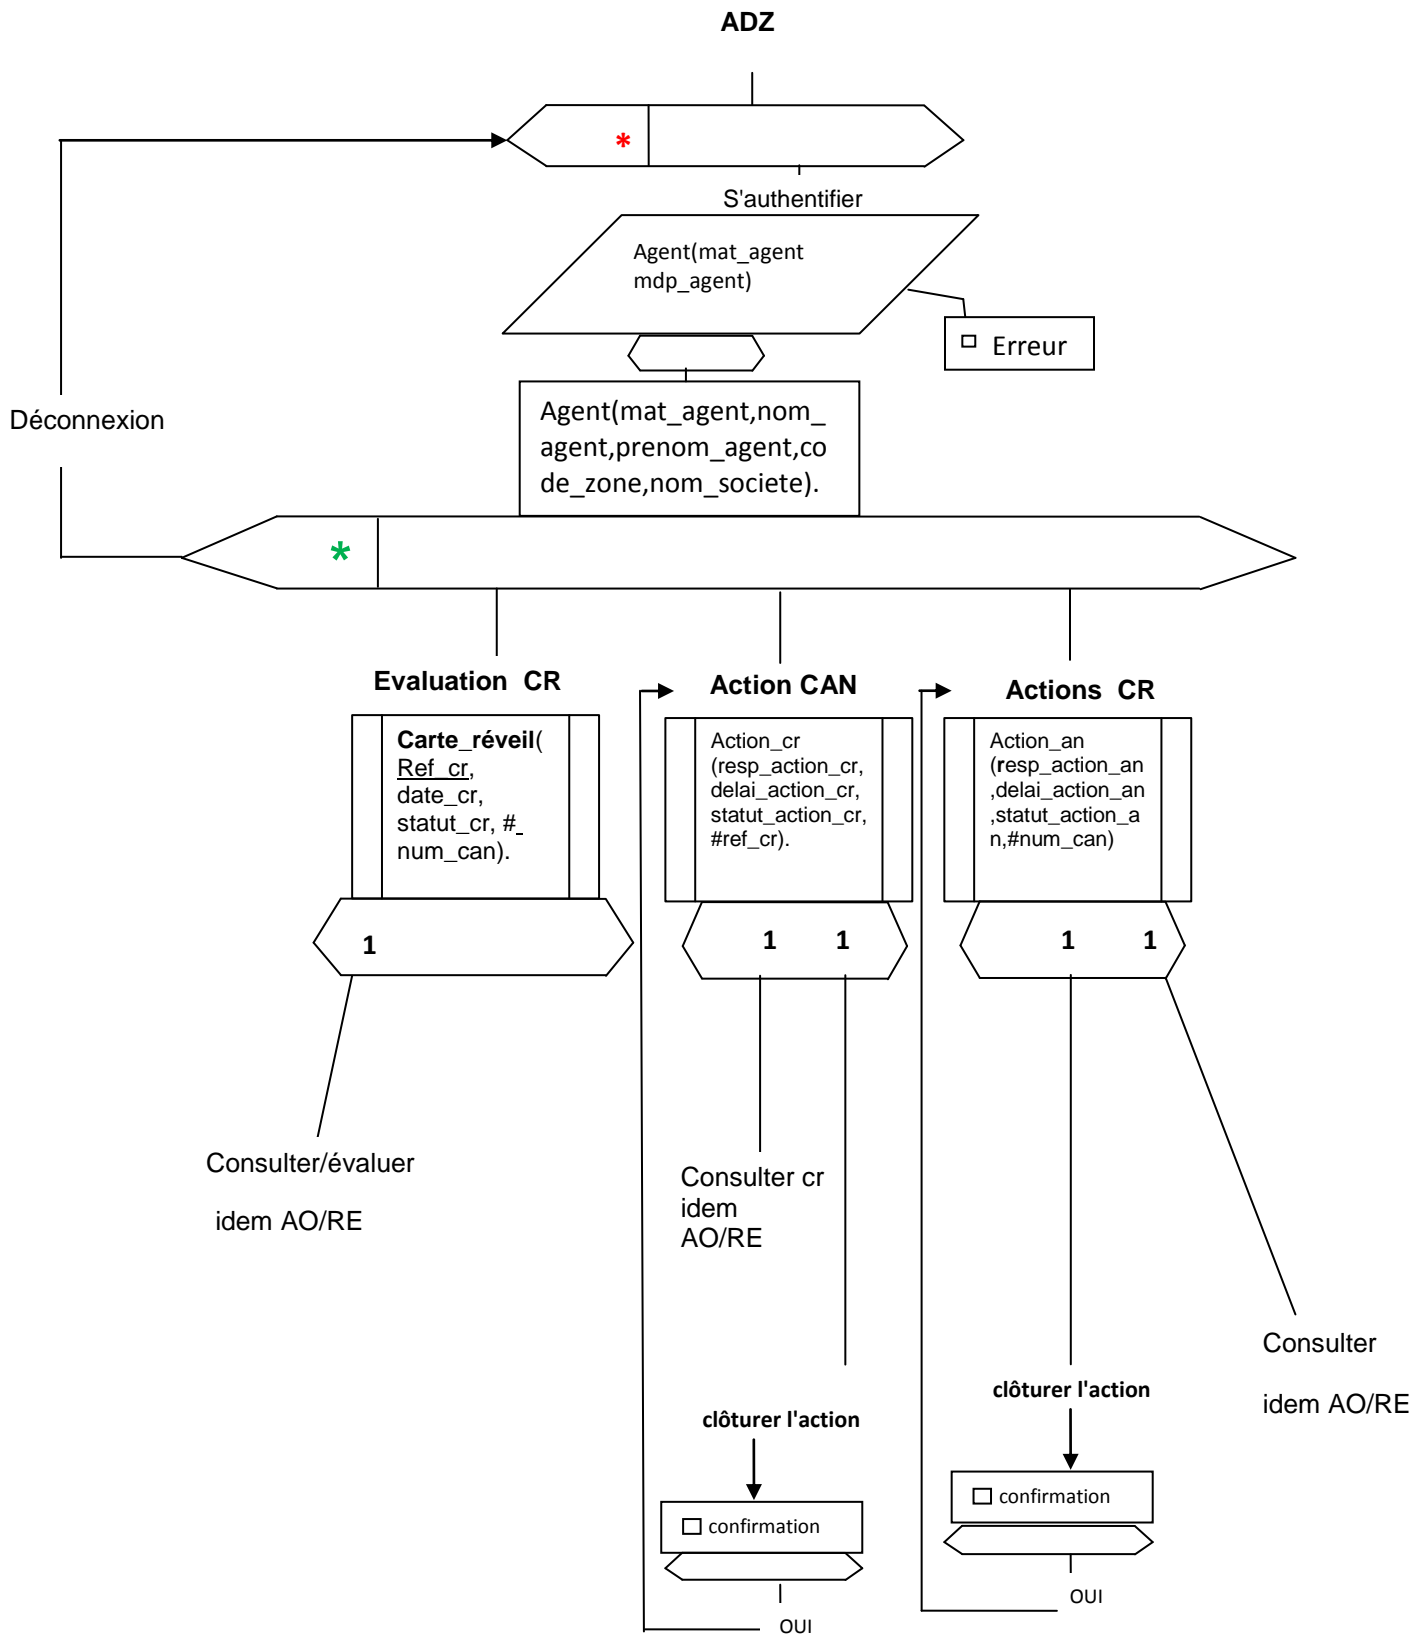 ADZ
*
S'authentifier
Agent(mat_agent
mdp_agent)
Erreur
Agent(mat_agent,nom_
agent,prenom_agent,co
de_zone,nom_societe).
Déconnexion
*
Evaluation CR
Action CAN
Actions CR
Carte_réveil(
Ref_cr,
date_cr,
statut_cr, #_
num_can).
Action_cr
(resp_action_cr,
delai_action_cr,
statut_action_cr,
#ref_cr).
Action_an
(resp_action_an
,delai_action_an
,statut_action_a
n,#num_can)
1
1 1
1 1
Consulter/évaluer
idem AO/RE
Consulter cr
idem
AO/RE
Consulter
idem AO/RE
clôturer l'action
clôturer l'action
confirmation
confirmation
OUI
OUI